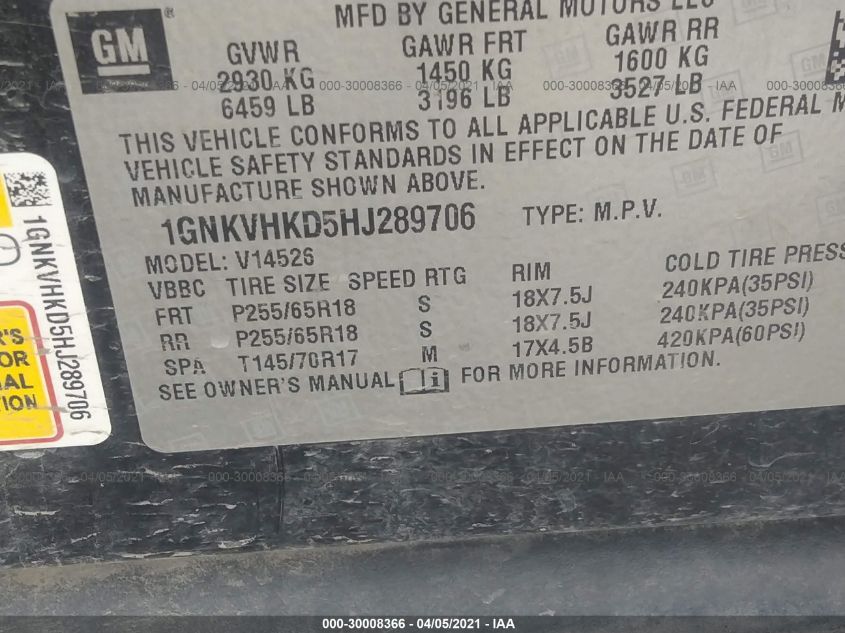 MFD BY GENERAL MOTORS LLC
GM ®
GVWR GAWR FRT GAWR RR
2930 KG 1450 KG 1600 KG
6459 LB 3196 LB 3527 LB
THIS VEHICLE CONFORMS TO ALL APPLICABLE U.S. FEDERAL M
VEHICLE SAFETY STANDARDS IN EFFECT ON THE DATE OF
MANUFACTURE SHOWN ABOVE.
1GNKVHKD5HJ289706 TYPE: M.P.V.
MODEL: V14526
VBBC TIRE SIZE SPEED RTG RIM COLD TIRE PRESS
FRT P255/65R18 S 18X7.5J 240KPA(35PSI)
RR P255/65R18 S 18X7.5J 240KPA(35PSI)
SPA T145/70R17 M 17X4.5B 420KPA(60PSI)
SEE OWNER'S MANUAL i FOR MORE INFORMATION.
1GNKVHKD5HJ289706
R'S
OR
AL
TION
000-30008366 - 04/05/2021 - IAA